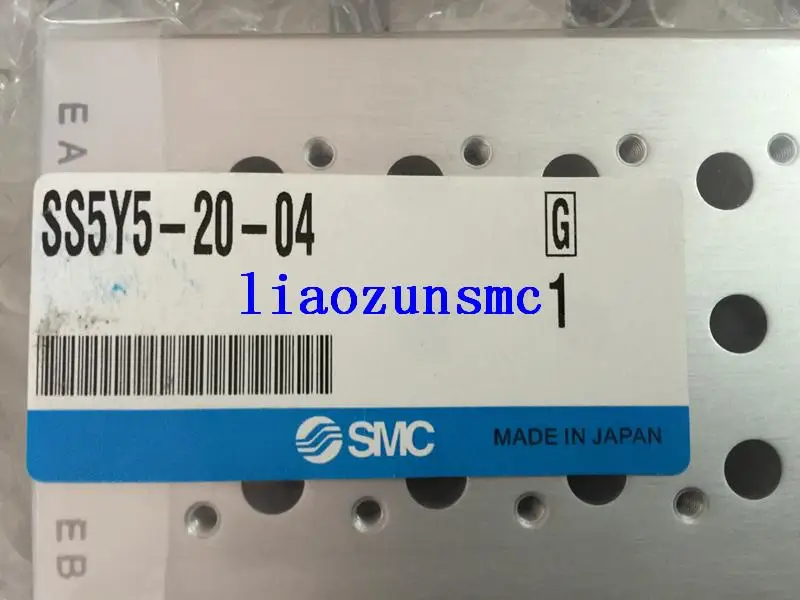 EA
SS5Y5-20-04
G
liaozunsmc
1
SMC
MADE IN JAPAN
EB